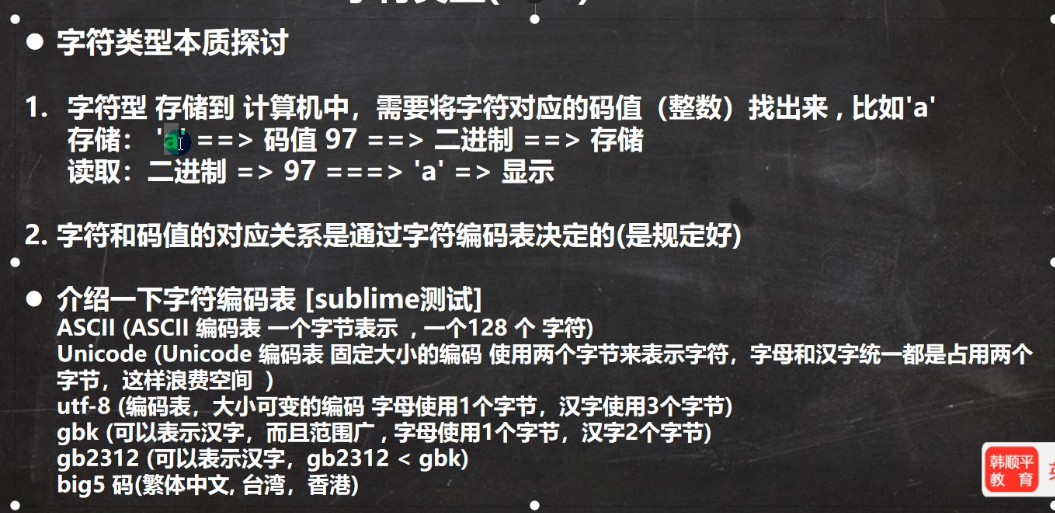 ● 字符类型本质探讨
1. 字符型 存储到 计算机中，需要将字符对应的码值（整数）找出来 , 比如'a'
存储： 'a' ==> 码值 97 ==> 二进制 ==> 存储
读取：二进制 => 97 ===> 'a' => 显示
2. 字符和码值的对应关系是通过字符编码表决定的(是规定好)
● 介绍一下字符编码表 [sublime测试]
ASCII (ASCII 编码表 一个字节表示 , 一个128 个 字符)
Unicode (Unicode 编码表 固定大小的编码 使用两个字节来表示字符，字母和汉字统一都是占用两个
字节，这样浪费空间 )
utf-8 (编码表，大小可变的编码 字母使用1个字节，汉字使用3个字节)
gbk (可以表示汉字，而且范围广 , 字母使用1个字节，汉字2个字节)
gb2312 (可以表示汉字，gb2312 < gbk)
big5 码(繁体中文, 台湾，香港)
韩顺平
教 育